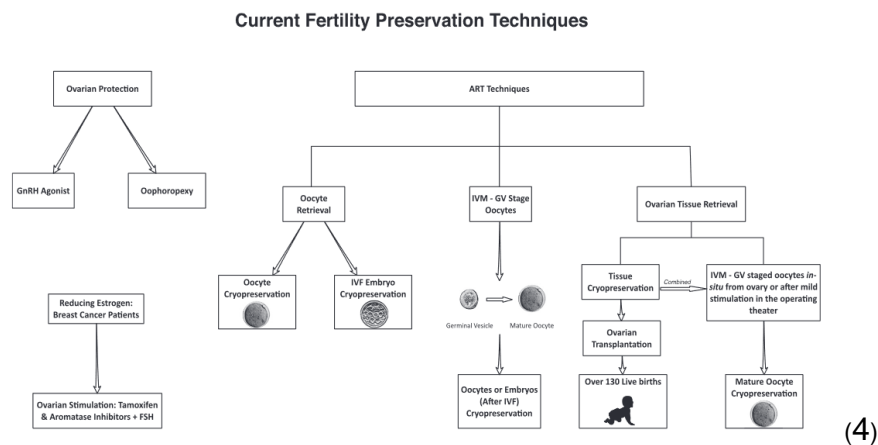 Current Fertility Preservation Techniques
Ovarian Protection
ART Techniques
GnRH Agonist
Oophoropexy
Oocyte
Retrieval
IVM - GV Stage
Oocytes
Ovarian Tissue Retrieval
Oocyte
Cryopreservation
IVF Embryo
Cryopreservation
Tissue
Cryopreservation
Combined
IVM - GV staged oocytes in-
situ from ovary or after mild
stimulation in the operating
theater
Reducing Estrogen:
Breast Cancer Patients
Germinal Vesicle
Mature Oocyte
Ovarian
Transplantation
Ovarian Stimulation: Tamoxifen
& Aromatase Inhibitors + FSH
Oocytes or Embryos
(After IVF)
Cryopreservation
Over 130 Live births
Mature Oocyte
Cryopreservation
(4)